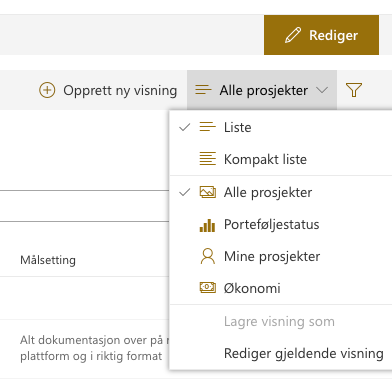 Rediger
Opprett ny visning
Alle prosjekter
Liste
Kompakt liste
Alle prosjekter
Porteføljestatus
Mine prosjekter
Økonomi
Lagre visning som
Rediger gjeldende visning
Målsetting
Alt dokumentasjon over på
plattform og i riktig format